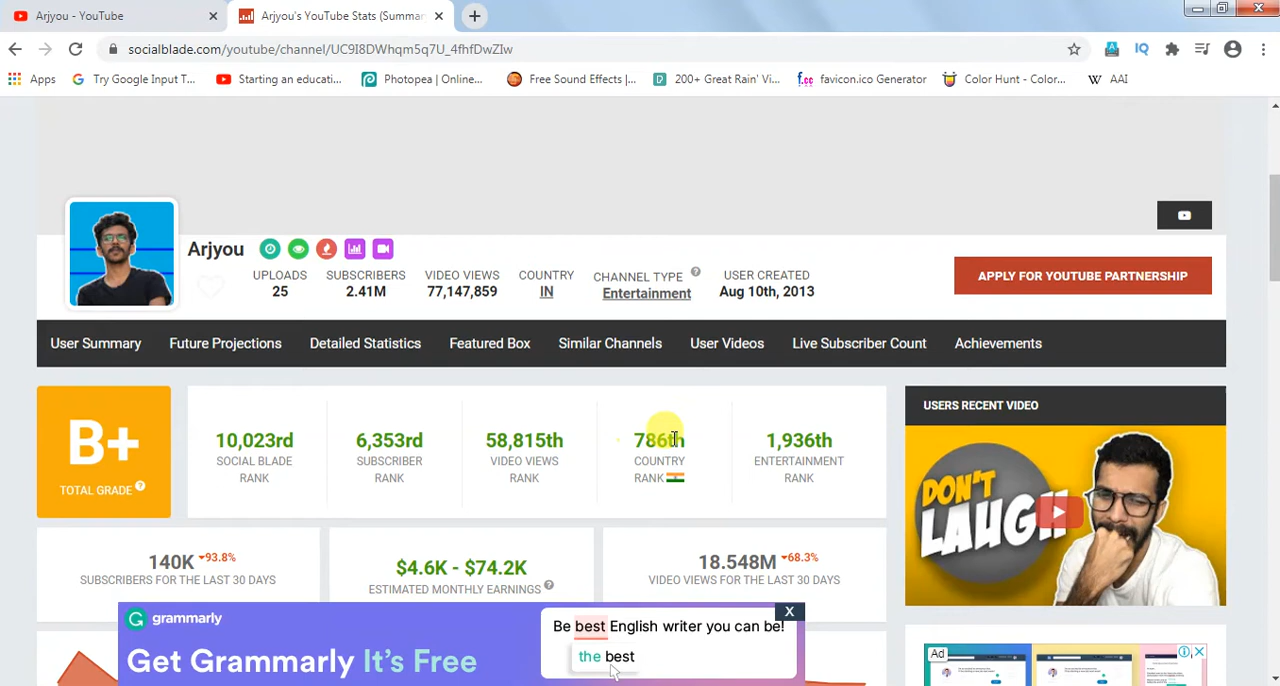 Arjyou - YouTube
Arjyou's YouTube Stats (Summar
socialblade.com/youtube/channel/UC9I8DWhqm5q7U_4fhfDwZIw
IQ
Apps
Try Google Input T...
Starting an educati...
Photopea | Online...
Free Sound Effects |...
200+ Great Rain' Vi...
f.cc favicon.ico Generator
Color Hunt - Color...
W AAI
Arjyou
UPLOADS
25
SUBSCRIBERS
2.41M
VIDEO VIEWS
77,147,859
COUNTRY
IN
CHANNEL TYPE ?
Entertainment
USER CREATED
Aug 10th, 2013
APPLY FOR YOUTUBE PARTNERSHIP
User Summary
Future Projections
Detailed Statistics
Featured Box
Similar Channels
User Videos
Live Subscriber Count
Achievements
B+
TOTAL GRADE ?
10,023rd
SOCIAL BLADE
RANK
6,353rd
SUBSCRIBER
RANK
58,815th
VIDEO VIEWS
RANK
786th
COUNTRY
RANK
1,936th
ENTERTAINMENT
RANK
USERS RECENT VIDEO
DON'T
LAUGH
140K -93.8%
SUBSCRIBERS FOR THE LAST 30 DAYS
$4.6K - $74.2K
ESTIMATED MONTHLY EARNINGS ?
18.548M -68.3%
VIDEO VIEWS FOR THE LAST 30 DAYS
grammarly
Get Grammarly It's Free
Be best English writer you can be!
the best
X
Ad